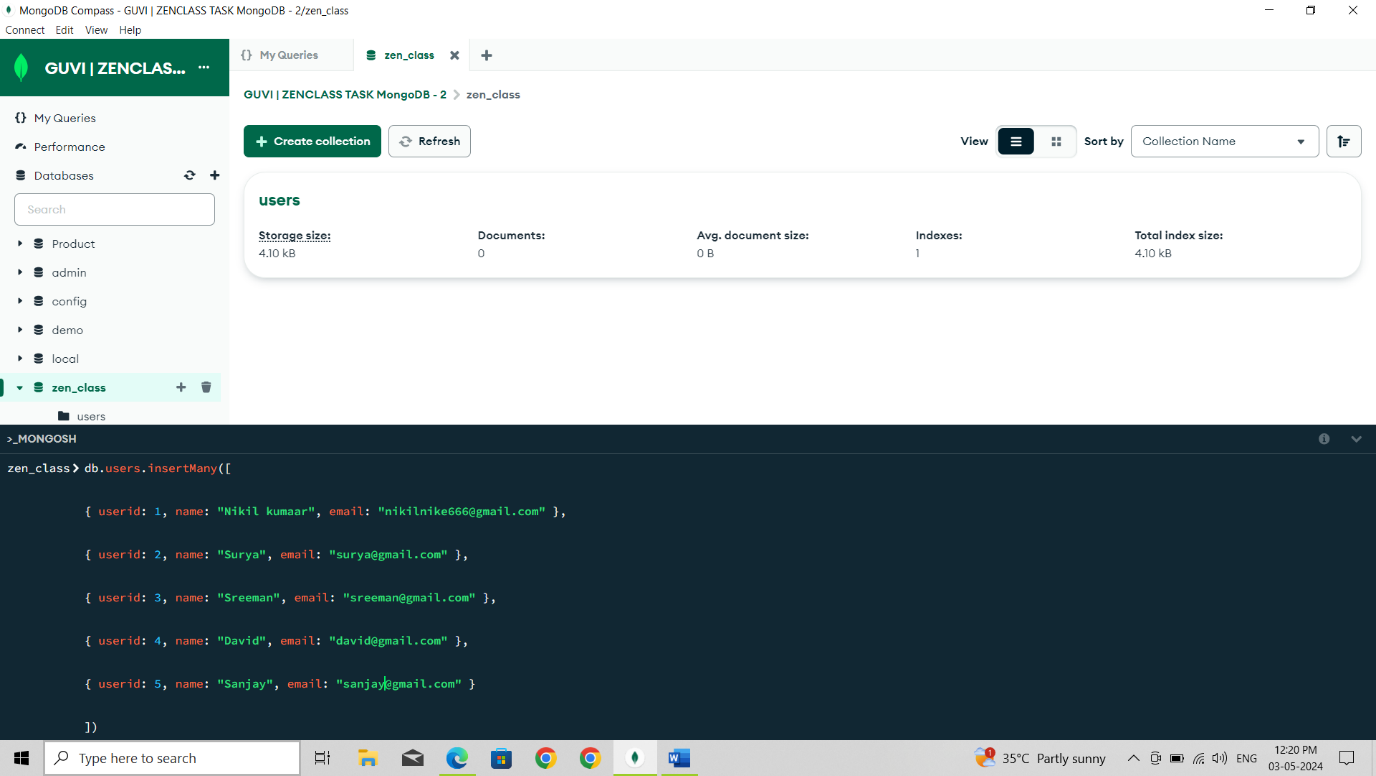 MongoDB Compass - GUVI | ZENCLASS TASK MongoDB - 2/zen_class
Connect Edit View Help
GUVI | ZENCLAS... ...
{} My Queries
zen_class
GUVI | ZENCLASS TASK MongoDB - 2 > zen_class
My Queries
Performance
Databases
Search
Product
admin
config
demo
local
zen_class
users
+ Create collection
Refresh
View
Sort by
Collection Name
users
Storage size: Documents: Avg. document size: Indexes: Total index size:
4.10 kB 0 0 B 1 4.10 kB
>_MONGOSH
zen_class> db.users.insertMany([
{ userid: 1, name: "Nikil kumaar", email: "nikilnike666@gmail.com" },
{ userid: 2, name: "Surya", email: "surya@gmail.com" },
{ userid: 3, name: "Sreeman", email: "sreeman@gmail.com" },
{ userid: 4, name: "David", email: "david@gmail.com" },
{ userid: 5, name: "Sanjay", email: "sanjay@gmail.com" }
])
Type here to search
1
35°C Partly sunny
ENG
12:20 PM
03-05-2024